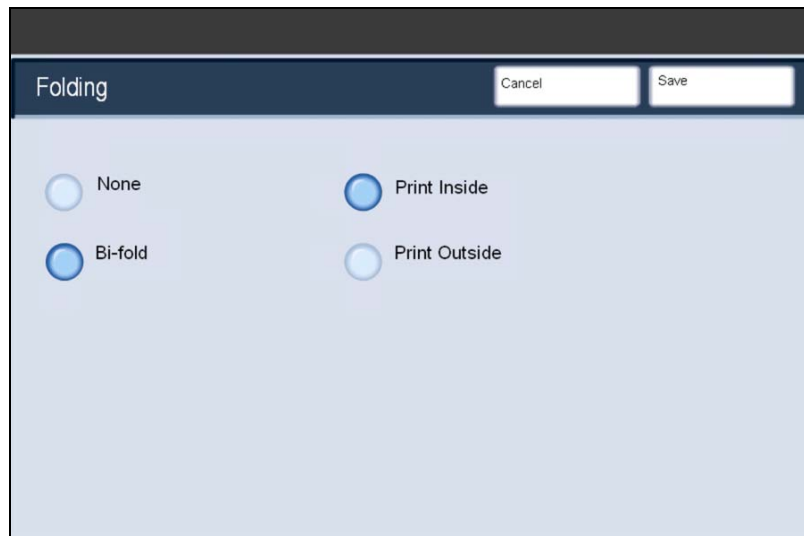 Folding
Cancel
Save
None
Print Inside
Bi-fold
Print Outside